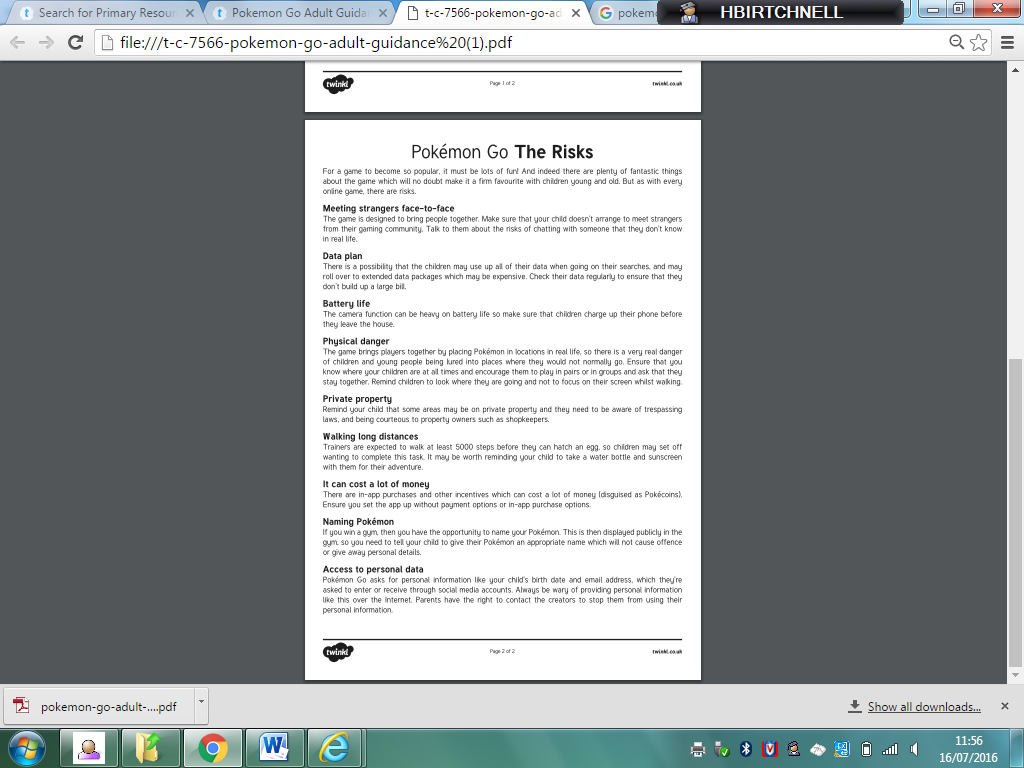 Search for Primary Resour
Pokemon Go Adult Guidan
t-c-7566-pokemon-go-ad
pokemo
HBIRTCHNELL
file:///t-c-7566-pokemon-go-adult-guidance%20(1).pdf
twinkl
Page 1 of 2
twinkl.co.uk
Pokémon Go The Risks
For a game to become so popular, it must be lots of fun! And indeed there are plenty of fantastic things
about the game which will no doubt make it a firm favourite with children young and old. But as with every
online game, there are risks.
Meeting strangers face-to-face
The game is designed to bring people together. Make sure that your child doesn't arrange to meet strangers
from their gaming community. Talk to them about the risks of chatting with someone that they don't know
in real life.
Data plan
There is a possibility that the children may use up all of their data when going on their searches, and may
roll over to extended data packages which may be expensive. Check their data regularly to ensure that they
don't build up a large bill.
Battery life
The camera function can be heavy on battery life so make sure that children charge up their phone before
they leave the house.
Physical danger
The game brings players together by placing Pokémon in locations in real life, so there is a very real danger
of children and young people being lured into places where they would not normally go. Ensure that you
know where your children are at all times and encourage them to play in pairs or in groups and ask that they
stay together. Remind children to look where they are going and not to focus on their screen whilst walking.
Private property
Remind your child that some areas may be on private property and they need to be aware of trespassing
laws, and being courteous to property owners such as shopkeepers.
Walking long distances
Trainers are expected to walk at least 5000 steps before they can hatch an egg, so children may set off
wanting to complete this task. It may be worth reminding your child to take a water bottle and sunscreen
with them for their adventure.
It can cost a lot of money
There are in-app purchases and other incentives which can cost a lot of money (disguised as Pokécoins).
Ensure you set the app up without payment options or in-app purchase options.
Naming Pokémon
If you win a gym, then you have the opportunity to name your Pokémon. This is then displayed publicly in the
gym, so you need to tell your child to give their Pokémon an appropriate name which will not cause offence
or give away personal details.
Access to personal data
Pokémon Go asks for personal information like your child's birth date and email address, which they're
asked to enter or receive through social media accounts. Always be wary of providing personal information
like this over the Internet. Parents have the right to contact the creators to stop them from using their
personal information.
twinkl
Page 2 of 2
twinkl.co.uk
pokemon-go-adult-....pdf
Show all downloads...
11:56
16/07/2016